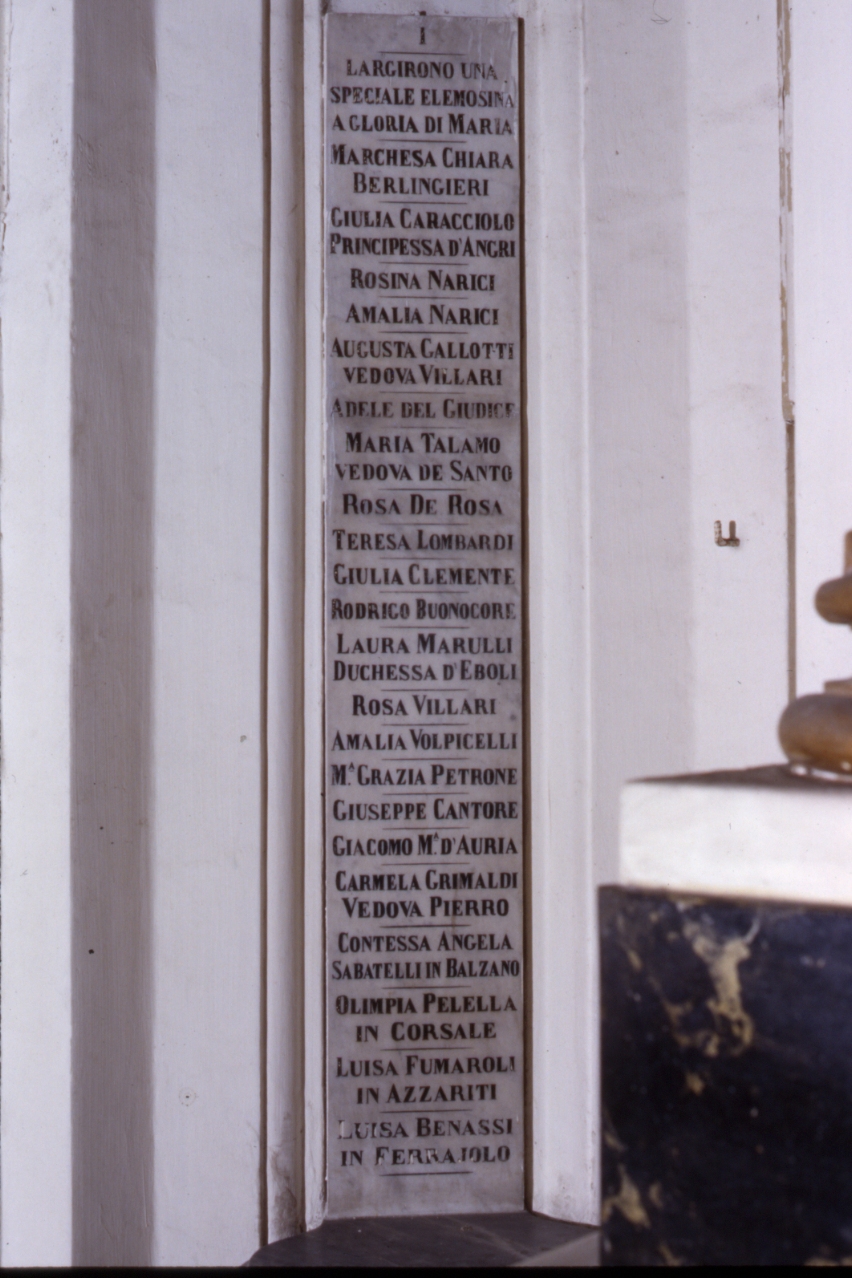 I
LARGIRONO UNA
SPECIALE ELEMOSINA
A GLORIA DI MARIA
MARCHESA CHIARA
BERLINGIERI
GIULIA CARACCIOLO
PRINCIPESSA D'ANGRI
ROSINA NARICI
AMALIA NARICI
AUGUSTA GALLOTTI
VEDOVA VILLARI
ADELE DEL GIUDICE
MARIA TALAMO
VEDOVA DE SANTO
ROSA DE ROSA
TERESA LOMBARDI
GIULIA CLEMENTE
RODRIGO BUONOCORE
LAURA MARULLI
DUCHESSA D'EBOLI
ROSA VILLARI
AMALIA VOLPICELLI
M.ª GRAZIA PETRONE
GIUSEPPE CANTORE
GIACOMO M.ª D'AURIA
CARMELA GRIMALDI
VEDOVA PIERRO
CONTESSA ANGELA
SABATELLI IN BALZANO
OLIMPIA PELELLA
IN CORSALE
LUISA FUMAROLI
IN AZZARITI
LUISA BENASSI
IN FERRAJOLO